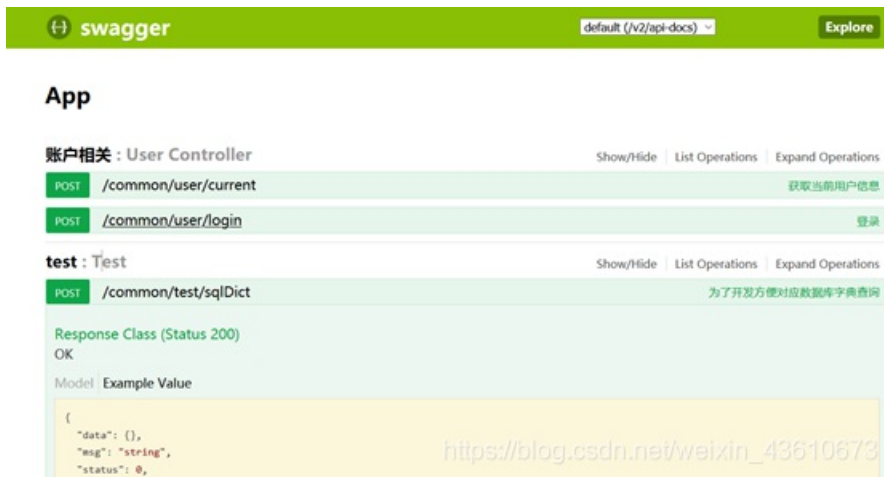 {··} swagger default (/v2/api-docs) Explore
App
账户相关 : User Controller Show/Hide List Operations Expand Operations
POST /common/user/current 获取当前用户信息
POST /common/user/login 登录
test : Test Show/Hide List Operations Expand Operations
POST /common/test/sqlDict 为了开发方便对应数据库字典查询
Response Class (Status 200)
OK
Model Example Value
{
"data": {},
"msg": "string",
"status": 0,
https://blog.csdn.net/weixin_43610673